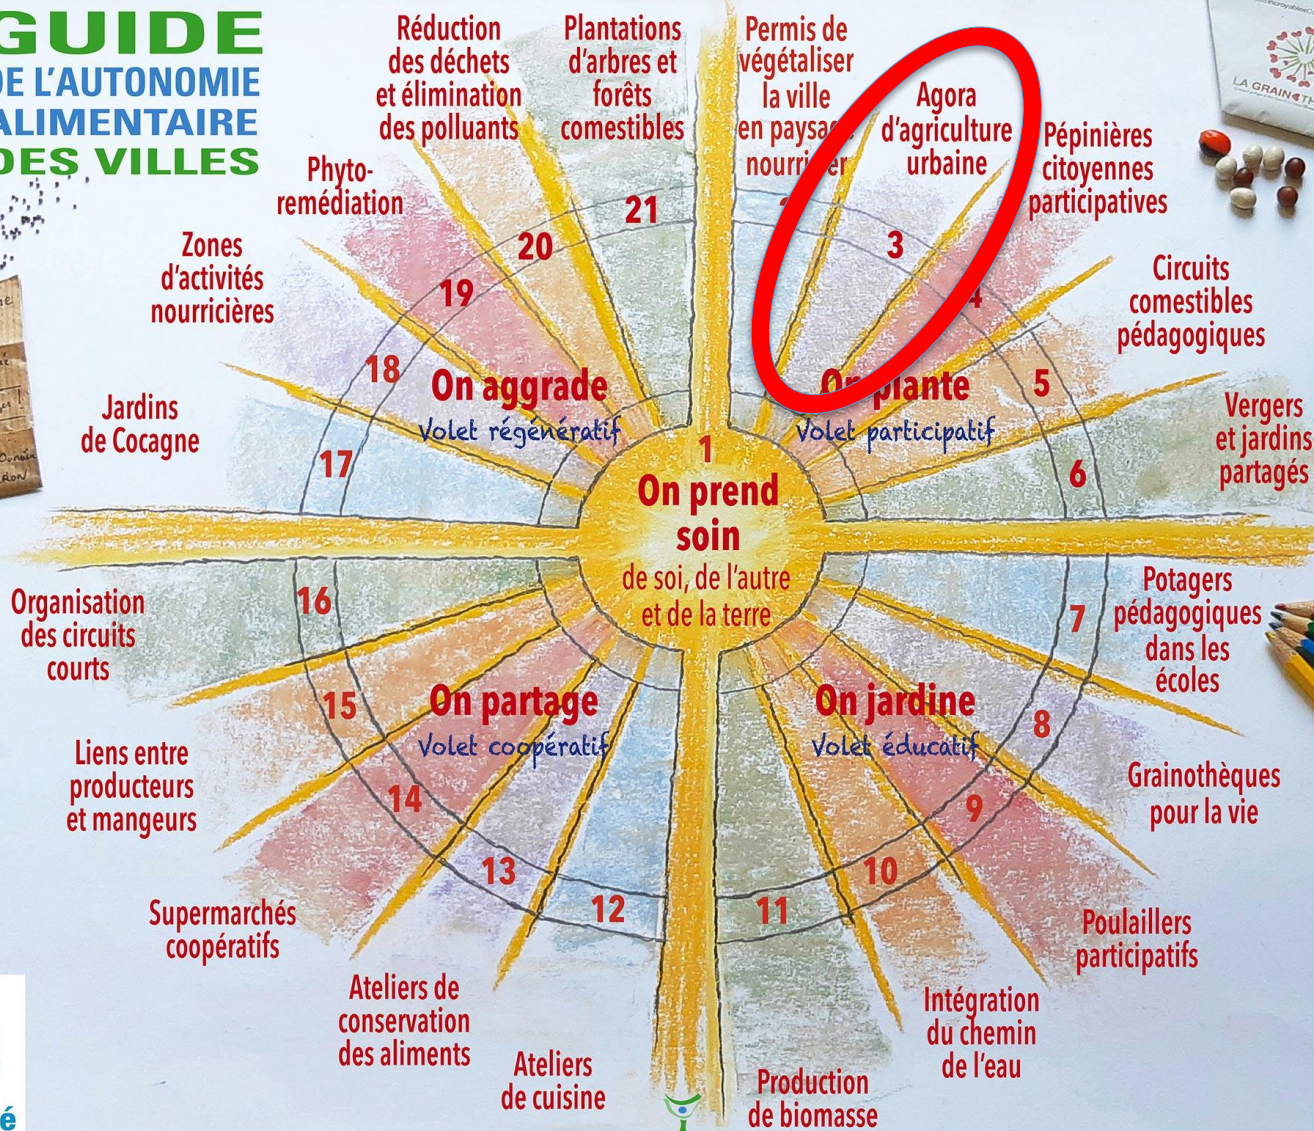 GUIDE
DE L'AUTONOMIE
ALIMENTAIRE
DES VILLES
Réduction
des déchets
et élimination
des polluants
Plantations
d'arbres et
forêts
comestibles
Permis de
végétaliser
la ville
en paysage
nourricier
Agora
d'agriculture
urbaine
Pépinières
citoyennes
participatives
Circuits
comestibles
pédagogiques
Vergers
et jardins
partagés
Phyto-
remédiation
Zones
d'activités
nourricières
Jardins
de Cocagne
21
20
19
18
17
3
4
5
6
On aggrade
Volet régénératif
On plante
Volet participatif
1
On prend
soin
de soi, de l'autre
et de la terre
Organisation
des circuits
courts
Liens entre
producteurs
et mangeurs
Supermarchés
coopératifs
Ateliers de
conservation
des aliments
Ateliers
de cuisine
16
15
14
13
12
On partage
Volet coopératif
On jardine
Volet éducatif
7
8
9
10
11
Potagers
pédagogiques
dans les
écoles
Grainothèques
pour la vie
Poulaillers
participatifs
Intégration
du chemin
de l'eau
Production
de biomasse
LA GRAIN
é